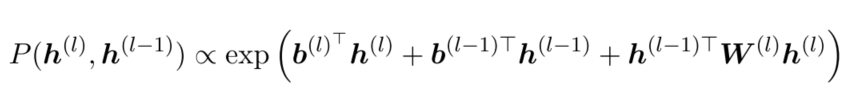 P(h^{(l)}, h^{(l-1)}) ∝ exp(b^{(l)⊤} h^{(l)} + b^{(l-1)⊤} h^{(l-1)} + h^{(l-1)⊤} W^{(l)} h^{(l)})